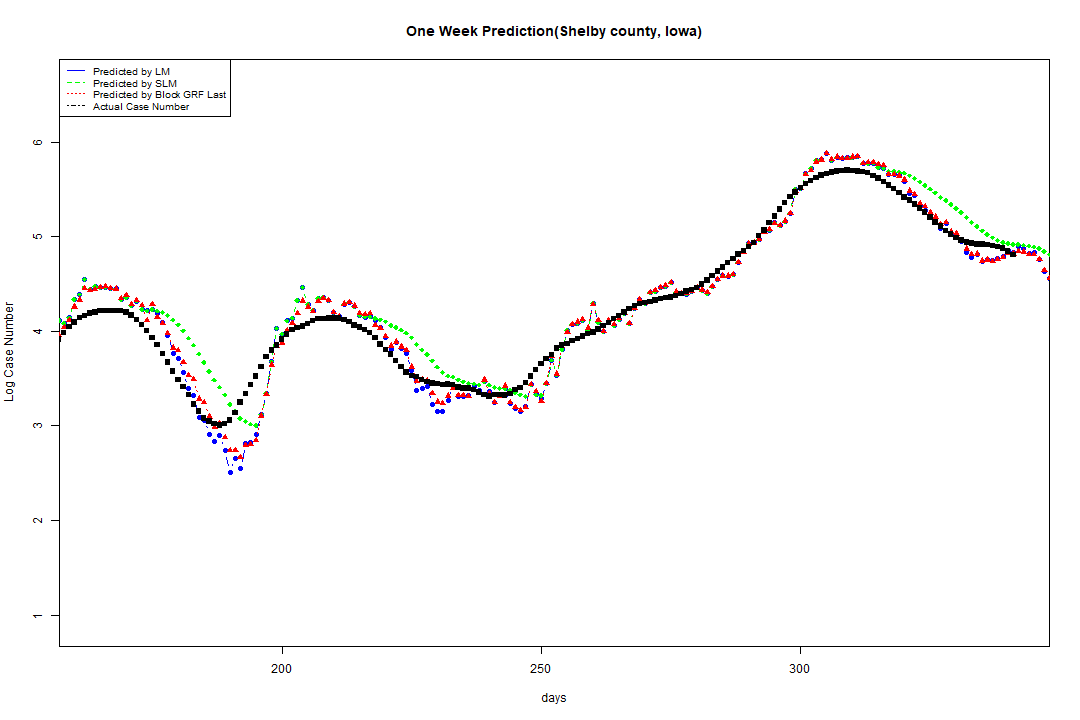 One Week Prediction(Shelby county, Iowa)
Predicted by LM
Predicted by SLM
Predicted by Block GRF Last
Actual Case Number
Log Case Number
6
5
4
3
2
1
200
250
300
days